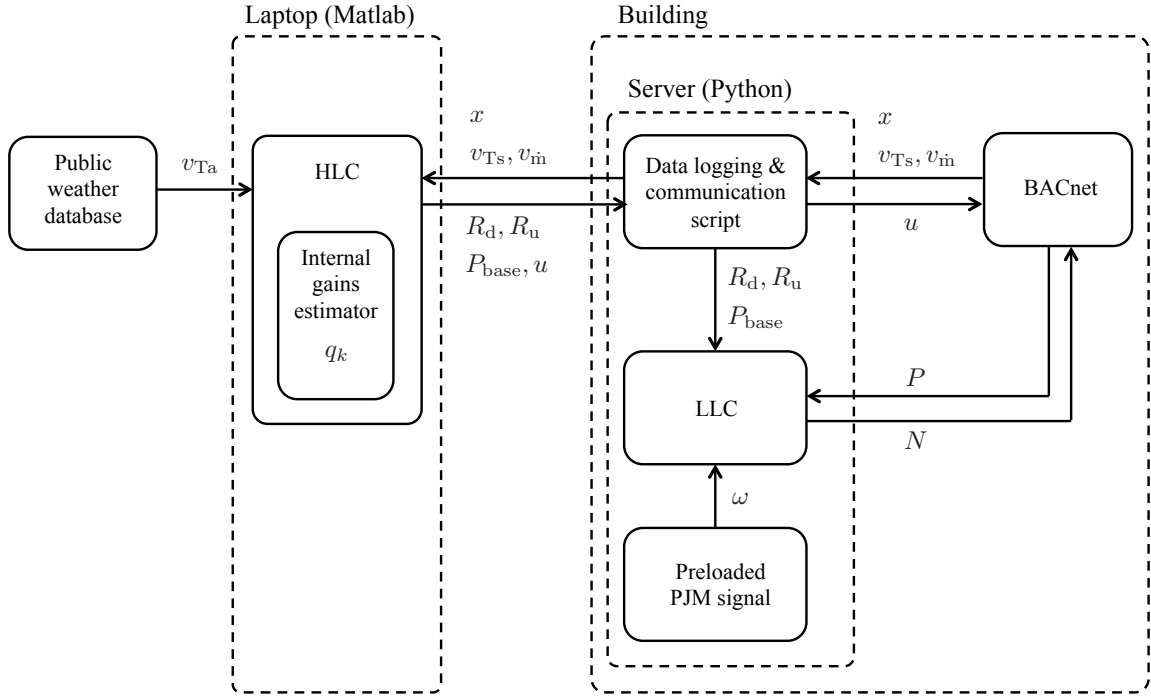 Laptop (Matlab)
Building
Server (Python)
Public
weather
database
v_Ta
HLC
Internal
gains
estimator
q_k
x
v_Ts, v_ṁ
R_d, R_u
P_base, u
Data logging &
communication
script
x
v_Ts, v_ṁ
u
BACnet
R_d, R_u
P_base
LLC
P
N
ω
Preloaded
PJM signal